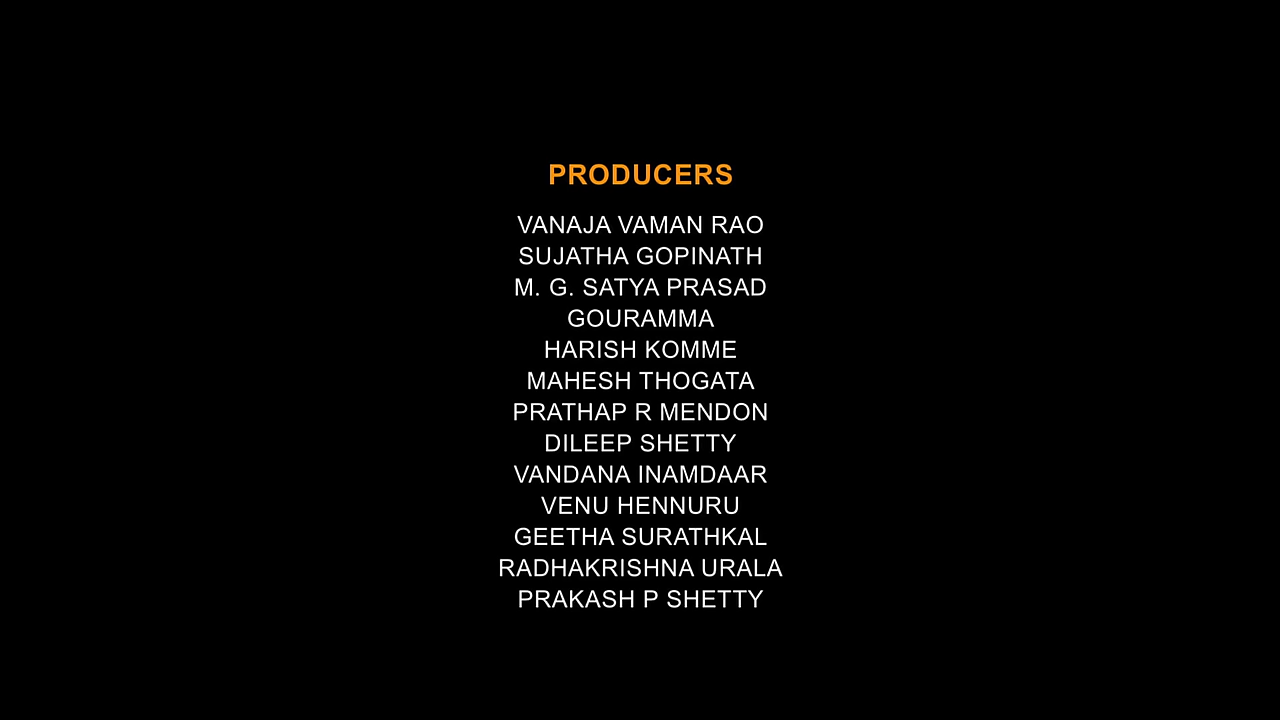 PRODUCERS
VANAJA VAMAN RAO
SUJATHA GOPINATH
M. G. SATYA PRASAD
GOURAMMA
HARISH KOMME
MAHESH THOGATA
PRATHAP R MENDON
DILEEP SHETTY
VANDANA INAMDAAR
VENU HENNURU
GEETHA SURATHKAL
RADHAKRISHNA URALA
PRAKASH P SHETTY